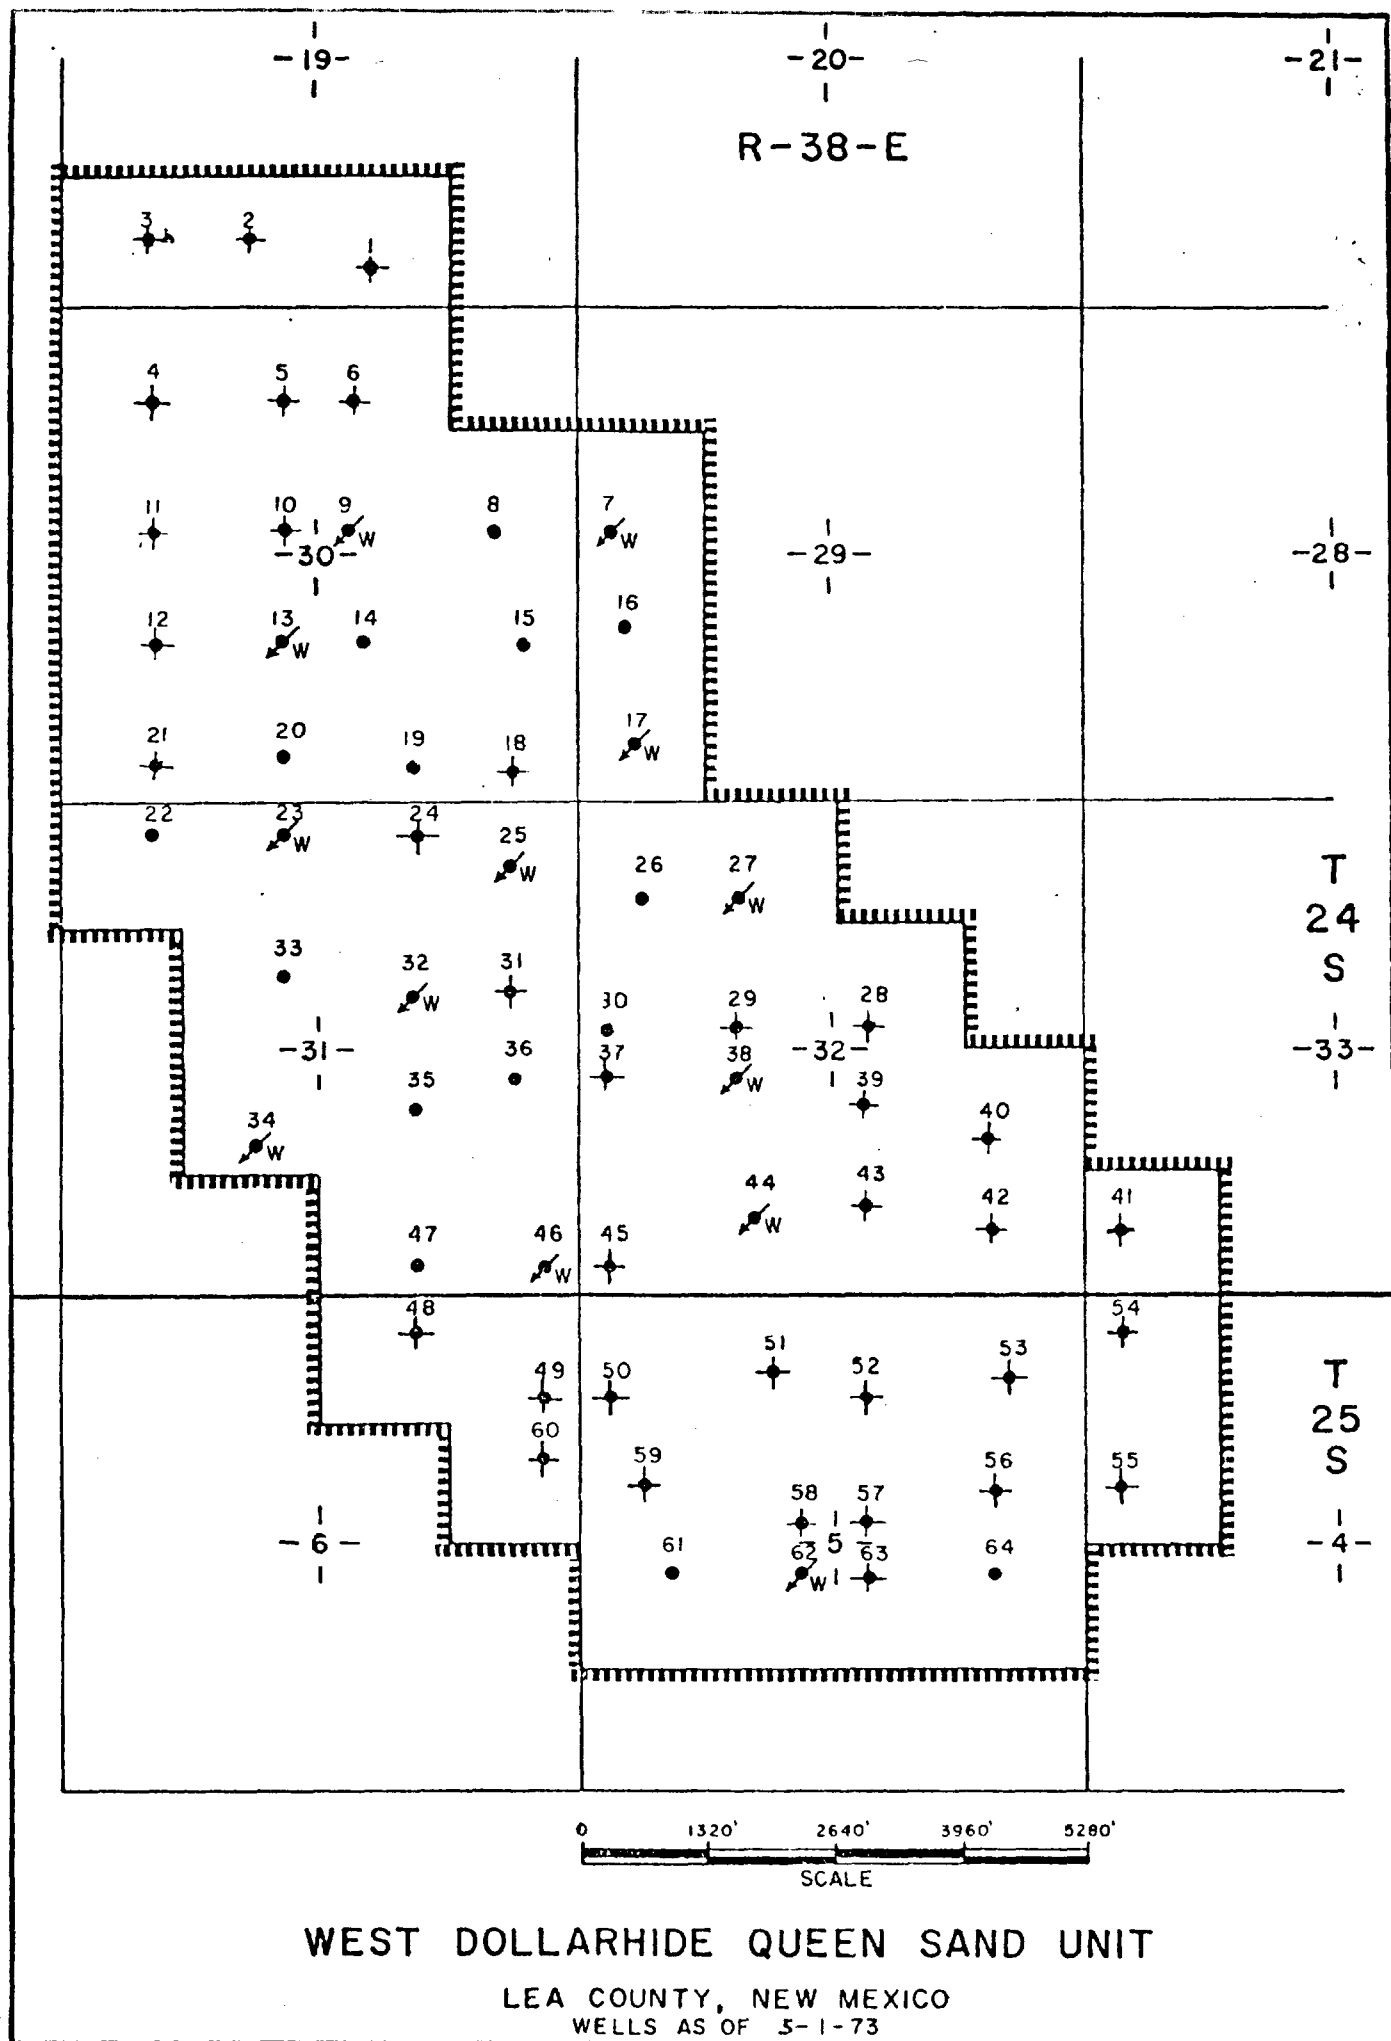 -19- -20- -21-
R-38-E
3 2 1
4 5 6
11 10 9 8 7
W W
-30- -29- -28-
12 13 14 15 16
W
21 20 19 18 17
W
22 23 24 25 26 27
W W W
T
24
S
33 32 31 30 29 28
W
-31- -32- -33-
36 37 38 39
W
35 40
34
W
44 43 42 41
W
47 46 45
W
48 54
51 52 53
49 50
T
25
S
60 59 56 55
58 57
-6- 5- -4-
61 62 63 64
W
0 1320' 2640' 3960' 5280'
SCALE
WEST DOLLARHIDE QUEEN SAND UNIT
LEA COUNTY, NEW MEXICO
WELLS AS OF 5-1-73